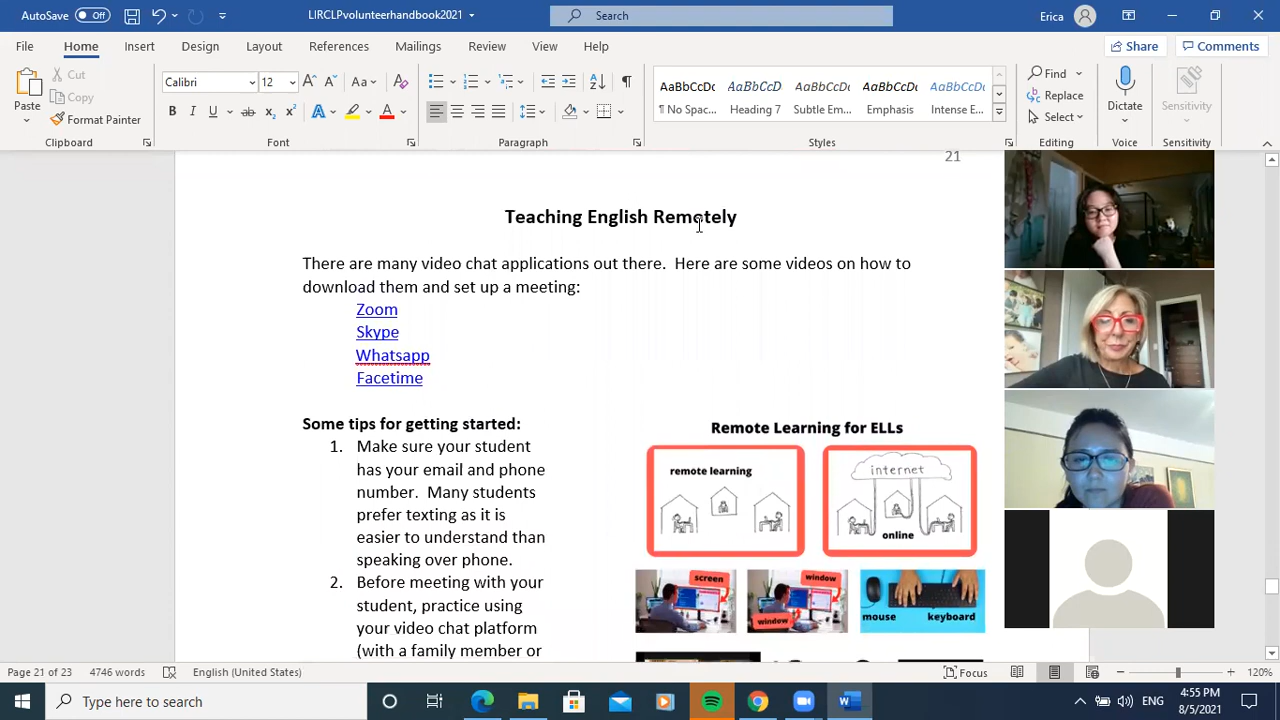 AutoSave Off LIRCLPvolunteerhandbook2021 Search Erica
File Home Insert Design Layout References Mailings Review View Help Share Comments
Paste
Cut
Copy
Format Painter
Calibri 12
Aa
B I U ab x₂ x² A A
AaBbCcDc AaBbCcD AaBbCcDc AaBbCcDc AaBbCcDc
¶ No Spac... Heading 7 Subtle Em... Emphasis Intense E...
Find
Replace
Select
Dictate
Sensitivity
Clipboard Font Paragraph Styles Editing Voice Sensitivity
21
Teaching English Remotely
There are many video chat applications out there. Here are some videos on how to
download them and set up a meeting:
Zoom
Skype
Whatsapp
Facetime
Some tips for getting started:
1. Make sure your student
has your email and phone
number. Many students
prefer texting as it is
easier to understand than
speaking over phone.
2. Before meeting with your
student, practice using
your video chat platform
(with a family member or
Remote Learning for ELLs
remote learning
internet
online
screen
window
window
mouse keyboard
Page 21 of 23 4746 words English (United States) Focus 120%
Type here to search
ENG
4:55 PM
8/5/2021